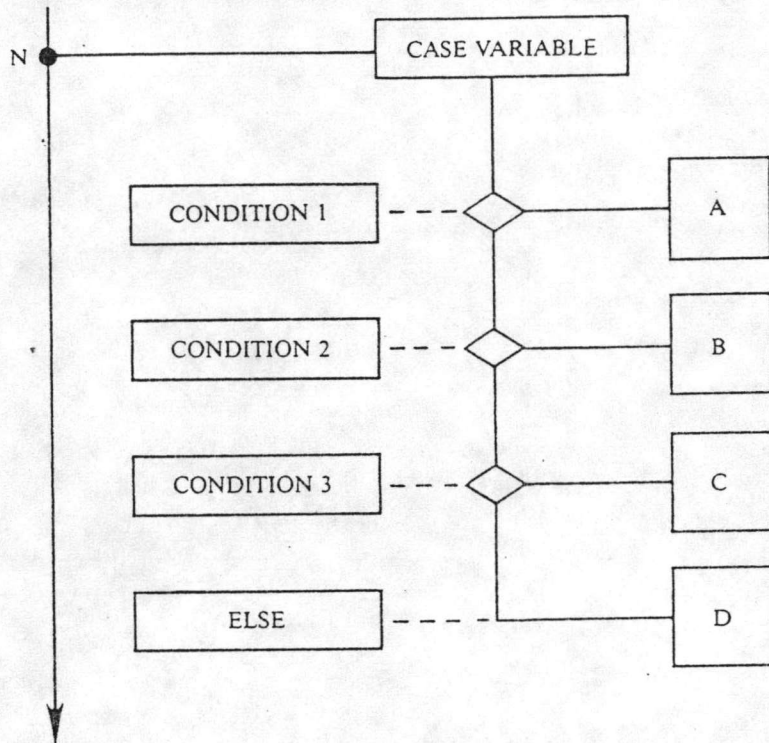 N
CASE VARIABLE
CONDITION 1
A
CONDITION 2
B
CONDITION 3
C
ELSE
D